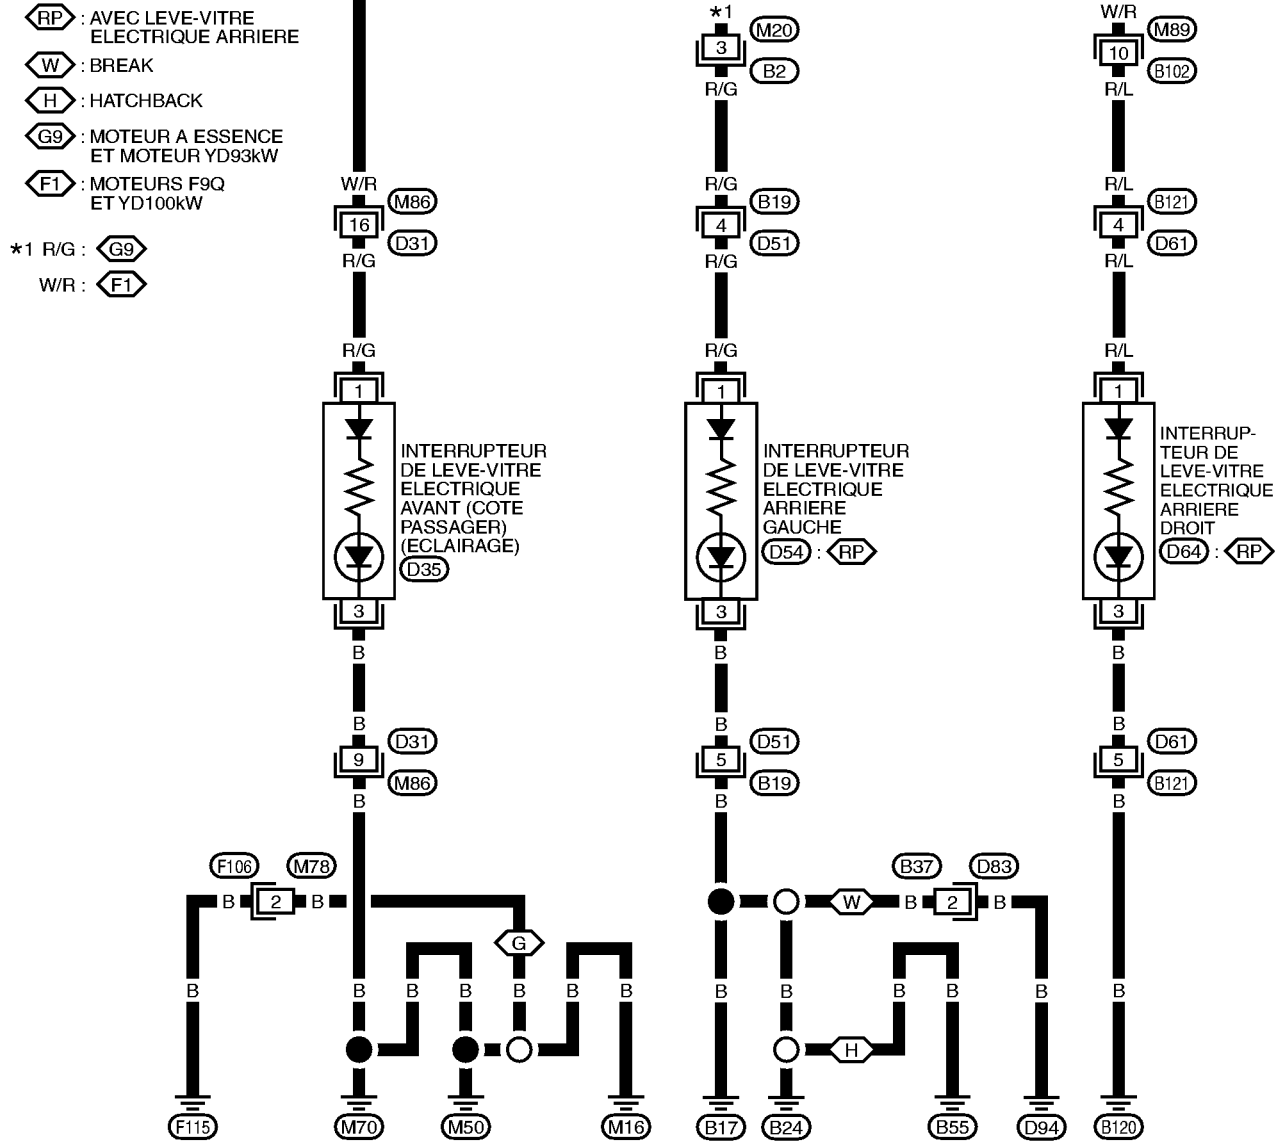 RP : AVEC LEVE-VITRE
ELECTRIQUE ARRIERE
W : BREAK
H : HATCHBACK
G9 : MOTEUR A ESSENCE
ET MOTEUR YD93kW
F1 : MOTEURS F9Q
ET YD100kW
*1 R/G : G9
W/R : F1
W/R
M86
16
D31
R/G
R/G
1
INTERRUPTEUR
DE LEVE-VITRE
ELECTRIQUE
AVANT (COTE
PASSAGER)
(ECLAIRAGE)
D35
3
B
B
D31
9
M86
B
F106
M78
B
2
B
G
B
B
B
B
B
B
F115
M70
M50
M16
*1
M20
3
B2
R/G
R/G
B19
4
D51
R/G
R/G
1
INTERRUPTEUR
DE LEVE-VITRE
ELECTRIQUE
ARRIERE
GAUCHE
D54 : RP
3
B
B
D51
5
B19
B
B37
D83
W
B
2
B
B
B
B
B
B
H
B17
B24
B55
D94
W/R
M89
10
B102
R/L
R/L
B121
4
D61
R/L
R/L
1
INTERRUP-
TEUR DE
LEVE-VITRE
ELECTRIQUE
ARRIERE
DROIT
D64 : RP
3
B
B
D61
5
B121
B
B
B120